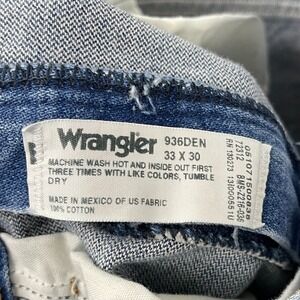 Wrangler 936DEN
33 X 30
MACHINE WASH HOT AND INSIDE OUT FIRST
THREE TIMES WITH LIKE COLORS, TUMBLE
DRY
MADE IN MEXICO OF US FABRIC
100% COTTON